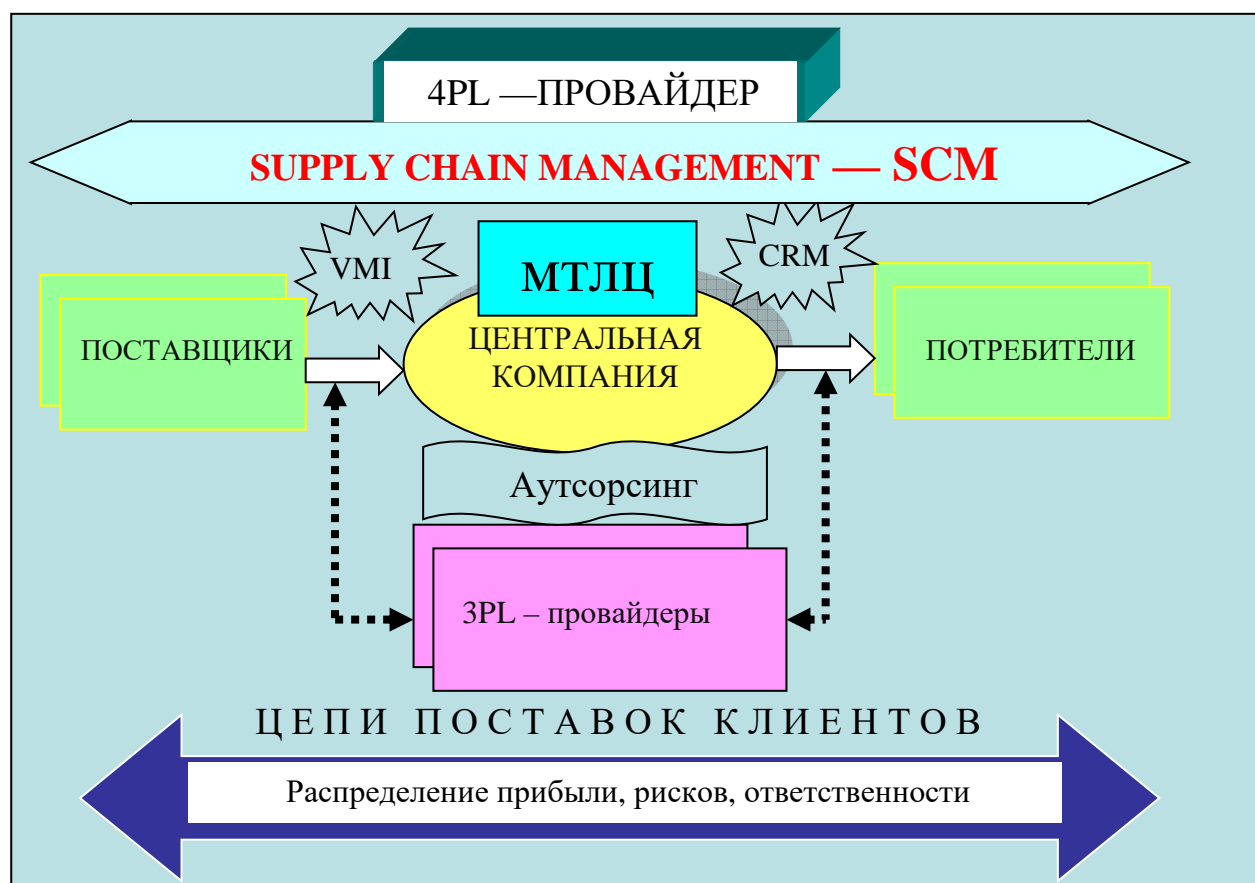 4PL —ПРОВАЙДЕР
SUPPLY CHAIN MANAGEMENT — SCM
VMI
МТЛЦ
CRM
ПОСТАВЩИКИ
ЦЕНТРАЛЬНАЯ
КОМПАНИЯ
ПОТРЕБИТЕЛИ
Аутсорсинг
3PL – провайдеры
ЦЕПИ ПОСТАВОК КЛИЕНТОВ
Распределение прибыли, рисков, ответственности